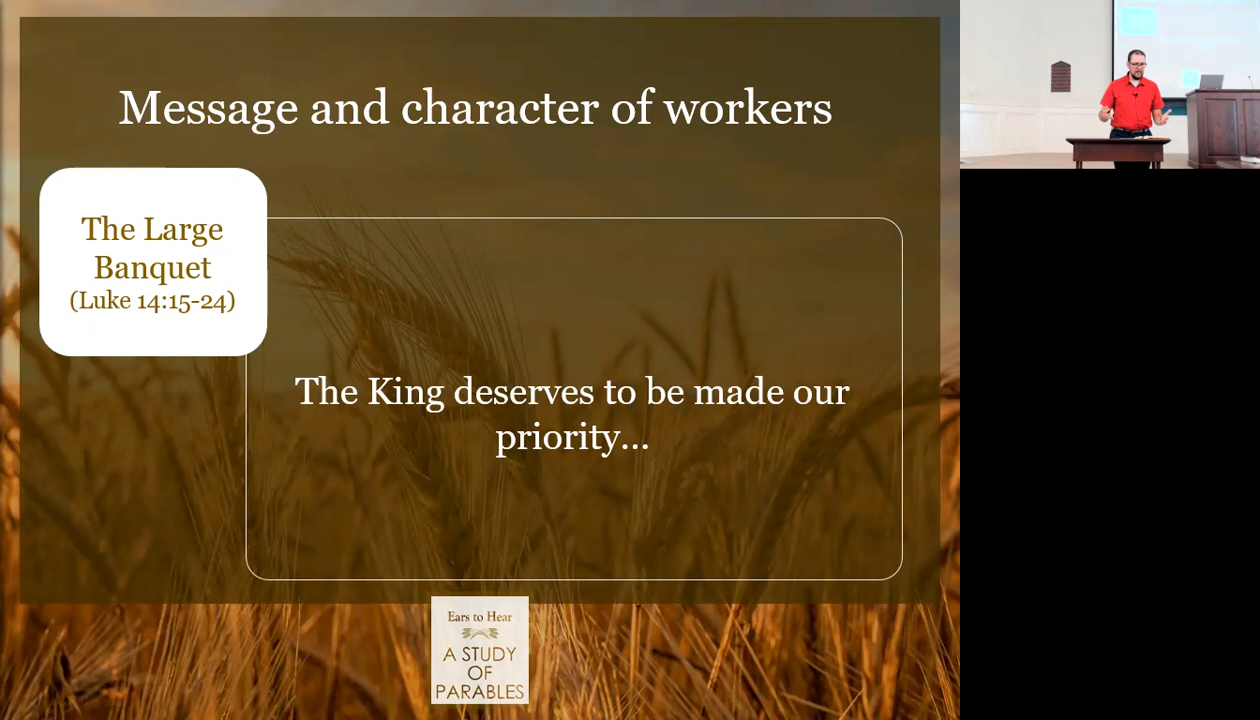 Message and character of workers
The Large
Banquet
(Luke 14:15-24)
The King deserves to be made our
priority...
Ears to Hear
A STUDY
OF
PARABLES